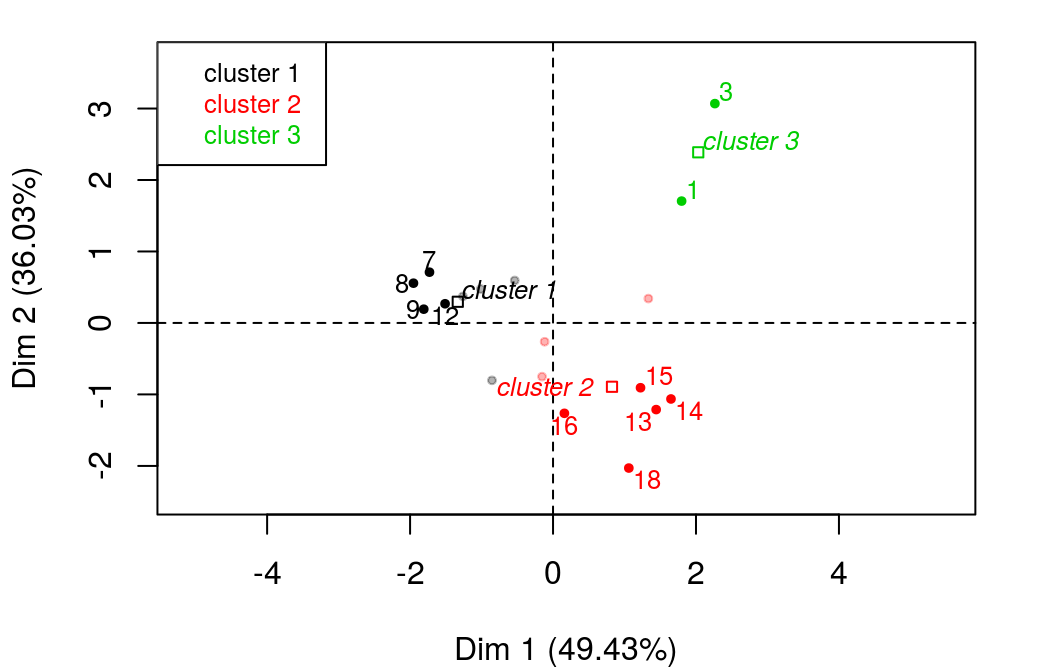 cluster 1
cluster 2
cluster 3
3
cluster 3
1
7
8
cluster 1
9
12
15
cluster 2
14
13
16
18
3
2
1
0
-1
-2
Dim 2 (36.03%)
-4
-2
0
2
4
Dim 1 (49.43%)